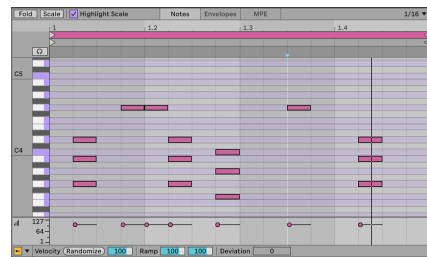 Fold Scale Highlight Scale Notes Envelopes MPE 1/16
1 1.2 1.3 1.4
C5
C4
127
64
1
Velocity Randomize 100 Ramp 100 100 Deviation 0